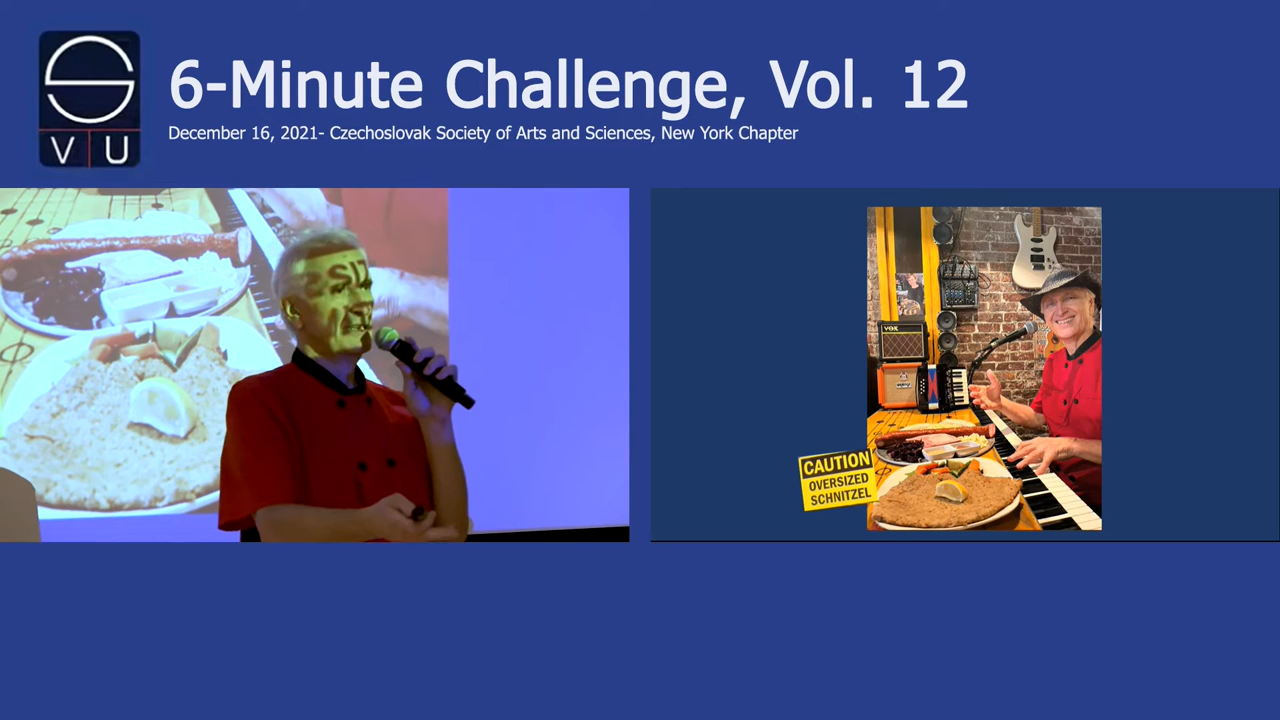 6-Minute Challenge, Vol. 12
December 16, 2021- Czechoslovak Society of Arts and Sciences, New York Chapter
S
V U
SIZ
VOX
CAUTION
OVERSIZED
SCHNITZEL